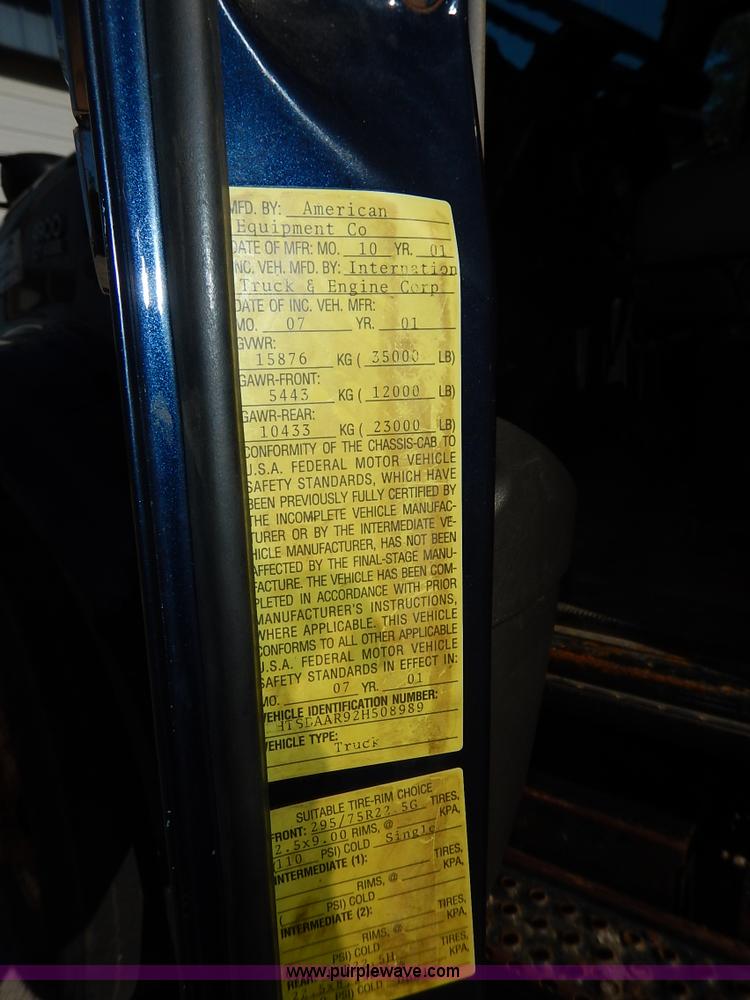 MFD. BY: American
Equipment Co
DATE OF MFR: MO. 10 YR. 01
INC. VEH. MFD. BY: Internation
Truck & Engine Corp
DATE OF INC. VEH. MFR:
MO. 07 YR. 01
GVWR:
15876 KG ( 35000 LB)
GAWR-FRONT:
5443 KG ( 12000 LB)
GAWR-REAR:
10433 KG ( 23000 LB)
CONFORMITY OF THE CHASSIS-CAB TO
U.S.A. FEDERAL MOTOR VEHICLE
SAFETY STANDARDS, WHICH HAVE
BEEN PREVIOUSLY FULLY CERTIFIED BY
THE INCOMPLETE VEHICLE MANUFAC-
TURER OR BY THE INTERMEDIATE VE-
HICLE MANUFACTURER, HAS NOT BEEN
AFFECTED BY THE FINAL-STAGE MANU-
FACTURE. THE VEHICLE HAS BEEN COM-
PLETED IN ACCORDANCE WITH PRIOR
MANUFACTURER'S INSTRUCTIONS,
WHERE APPLICABLE. THIS VEHICLE
CONFORMS TO ALL OTHER APPLICABLE
U.S.A. FEDERAL MOTOR VEHICLE
SAFETY STANDARDS IN EFFECT IN:
MO. 07 YR. 01
VEHICLE IDENTIFICATION NUMBER:
HTSDAAR92H508989
VEHICLE TYPE: Truck
SUITABLE TIRE-RIM CHOICE
FRONT: 295/75R22.5G TIRES,
2.5x9.00 RIMS, @ KPA,
(110 PSI) COLD Single
INTERMEDIATE (1): TIRES,
RIMS, @ KPA,
( PSI) COLD
INTERMEDIATE (2): TIRES,
RIMS, @ KPA,
PSI) COLD
REAR: TIRES,
KPA,
www.purplewave.com